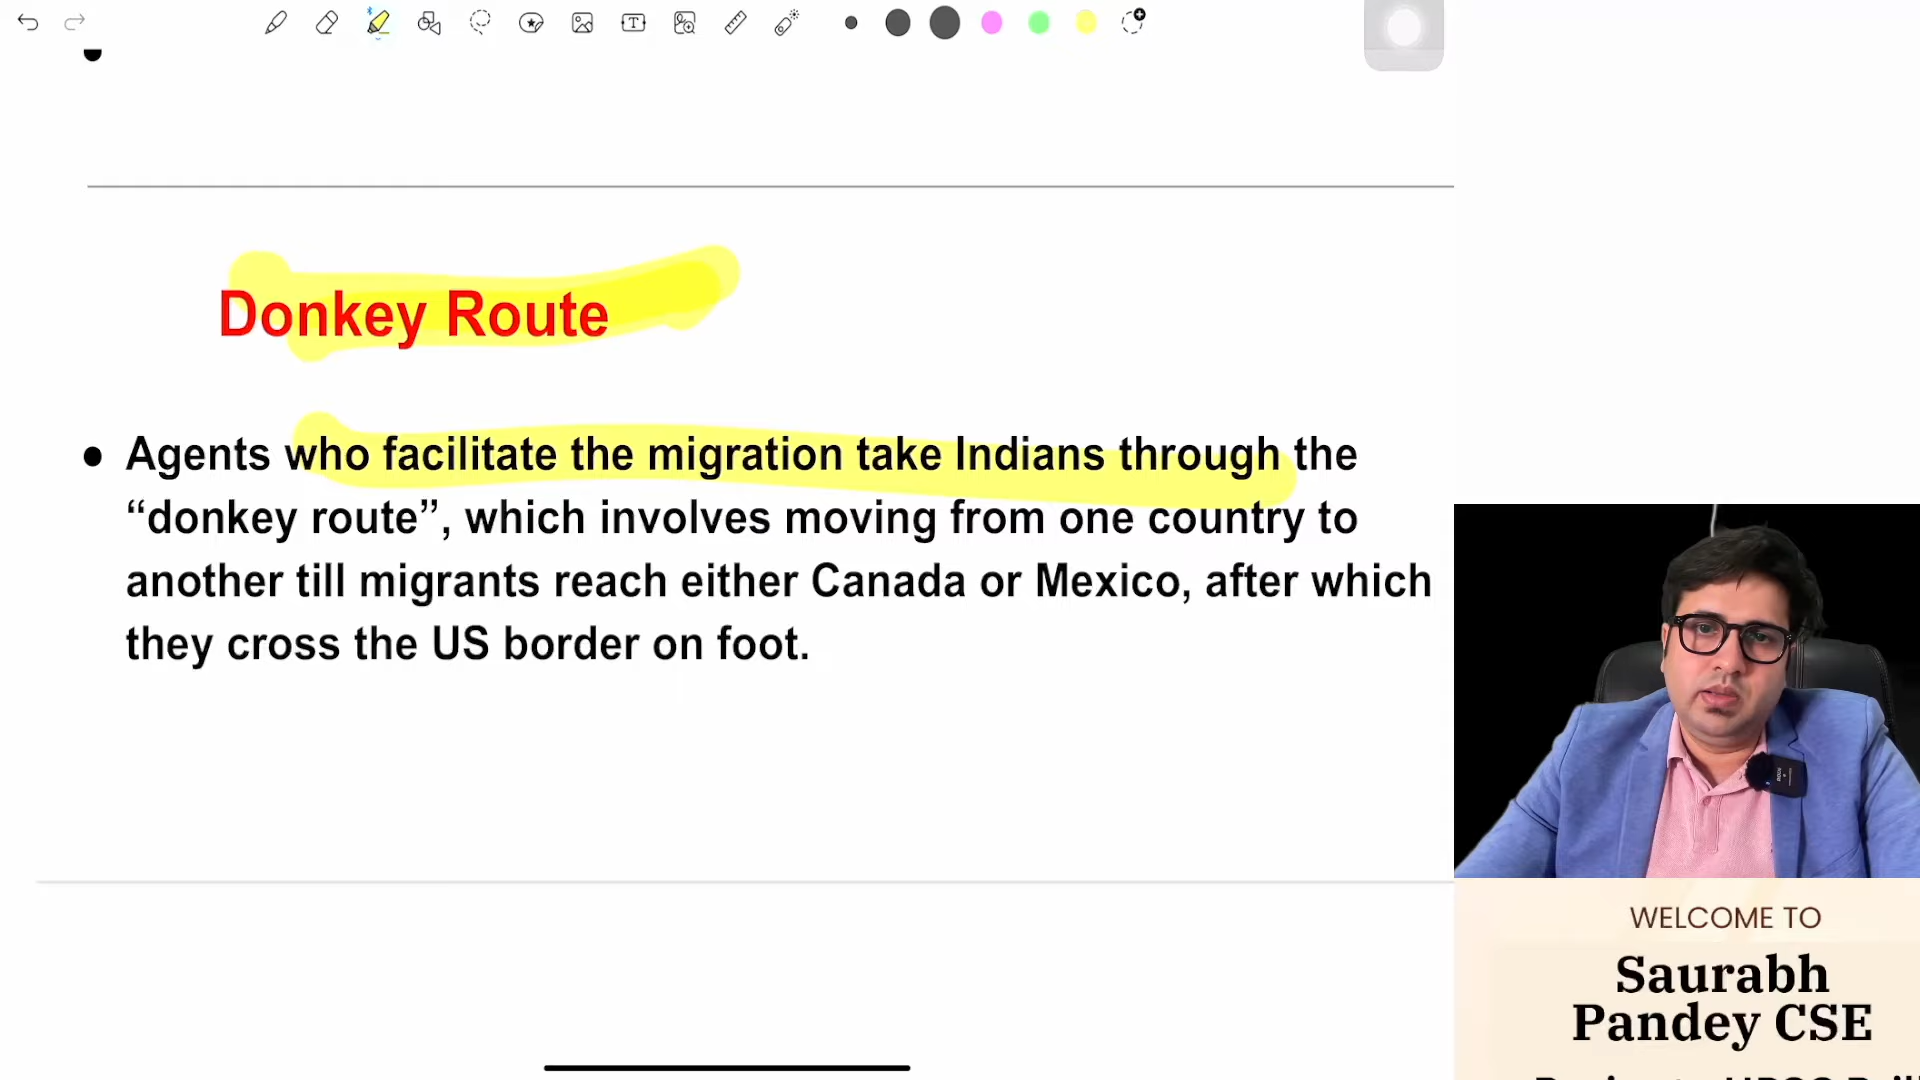 Donkey Route
• Agents who facilitate the migration take Indians through the
“donkey route”, which involves moving from one country to
another till migrants reach either Canada or Mexico, after which
they cross the US border on foot.
WELCOME TO
Saurabh
Pandey CSE